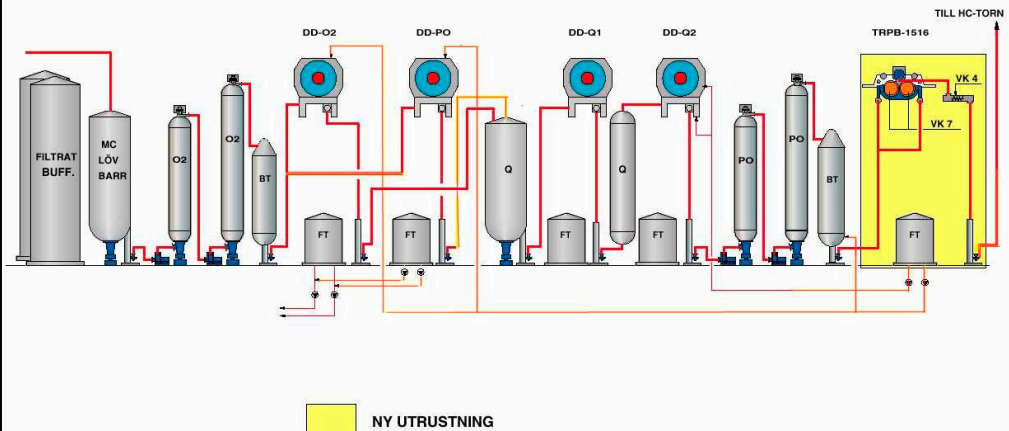 TILL HC-TORN
DD-O2
DD-PO
DD-Q1
DD-Q2
TRPB-1516
VK 4
VK 7
FILTRAT
BUFF.
MC
LÖV
BARR
O2
O2
BT
FT
FT
Q
FT
Q
FT
PO
PO
BT
FT
NY UTRUSTNING